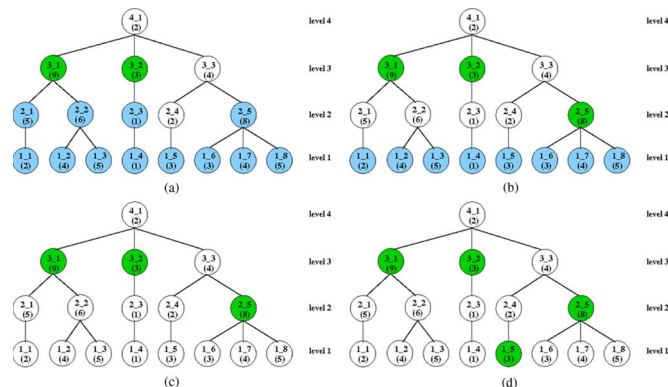 4_1
(2)
level 4
3_1 3_2 3_3
(9) (3) (4)
level 3
2_1 2_2 2_3 2_4 2_5
(5) (6) (1) (2) (8)
level 2
1_1 1_2 1_3 1_4 1_5 1_6 1_7 1_8
(2) (4) (5) (1) (3) (3) (4) (5)
level 1
(a)
4_1
(2)
level 4
3_1 3_2 3_3
(9) (3) (4)
level 3
2_1 2_2 2_3 2_4 2_5
(5) (6) (1) (2) (8)
level 2
1_1 1_2 1_3 1_4 1_5 1_6 1_7 1_8
(2) (4) (5) (1) (3) (3) (4) (5)
level 1
(b)
4_1
(2)
level 4
3_1 3_2 3_3
(9) (3) (4)
level 3
2_1 2_2 2_3 2_4 2_5
(5) (6) (1) (2) (8)
level 2
1_1 1_2 1_3 1_4 1_5 1_6 1_7 1_8
(2) (4) (5) (1) (3) (3) (4) (5)
level 1
(c)
4_1
(2)
level 4
3_1 3_2 3_3
(9) (3) (4)
level 3
2_1 2_2 2_3 2_4 2_5
(5) (6) (1) (2) (8)
level 2
1_1 1_2 1_3 1_4 1_5 1_6 1_7 1_8
(2) (4) (5) (1) (3) (3) (4) (5)
level 1
(d)